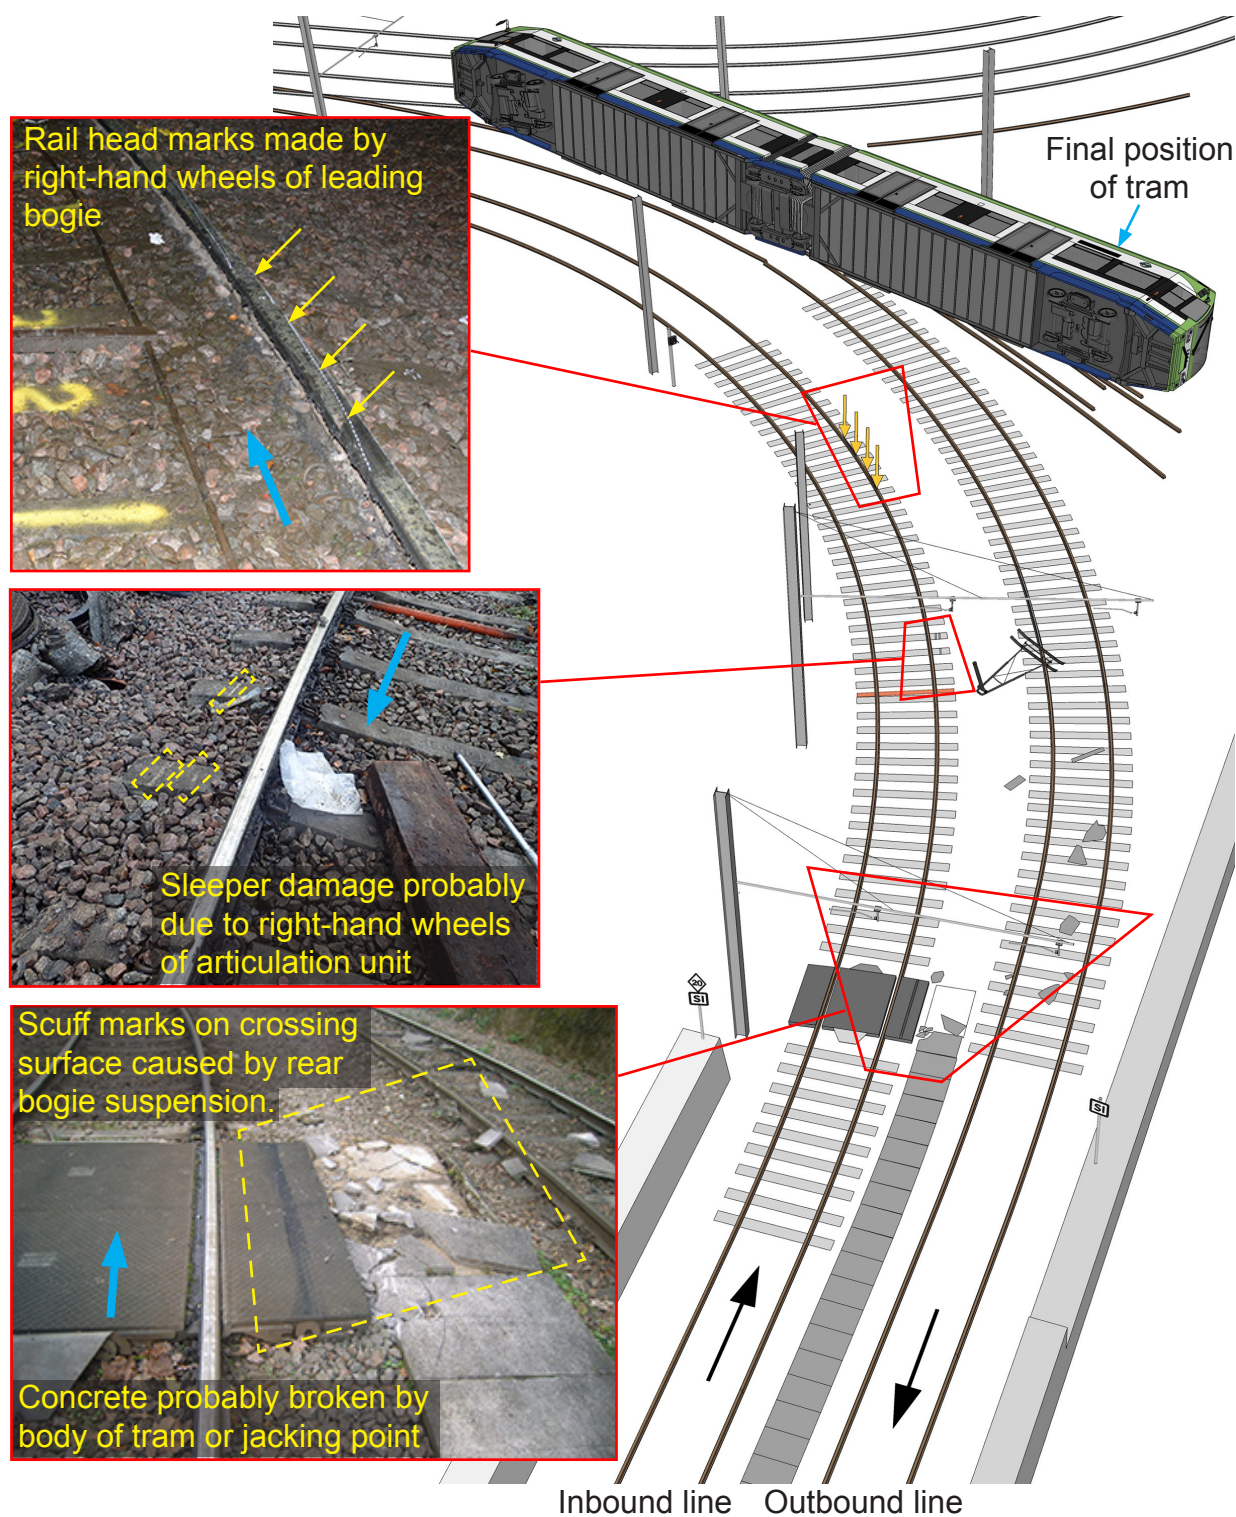 Rail head marks made by
right-hand wheels of leading
bogie
Final position
of tram
Sleeper damage probably
due to right-hand wheels
of articulation unit
20
SI
Scuff marks on crossing
surface caused by rear
bogie suspension.
SI
Concrete probably broken by
body of tram or jacking point
Inbound line
Outbound line